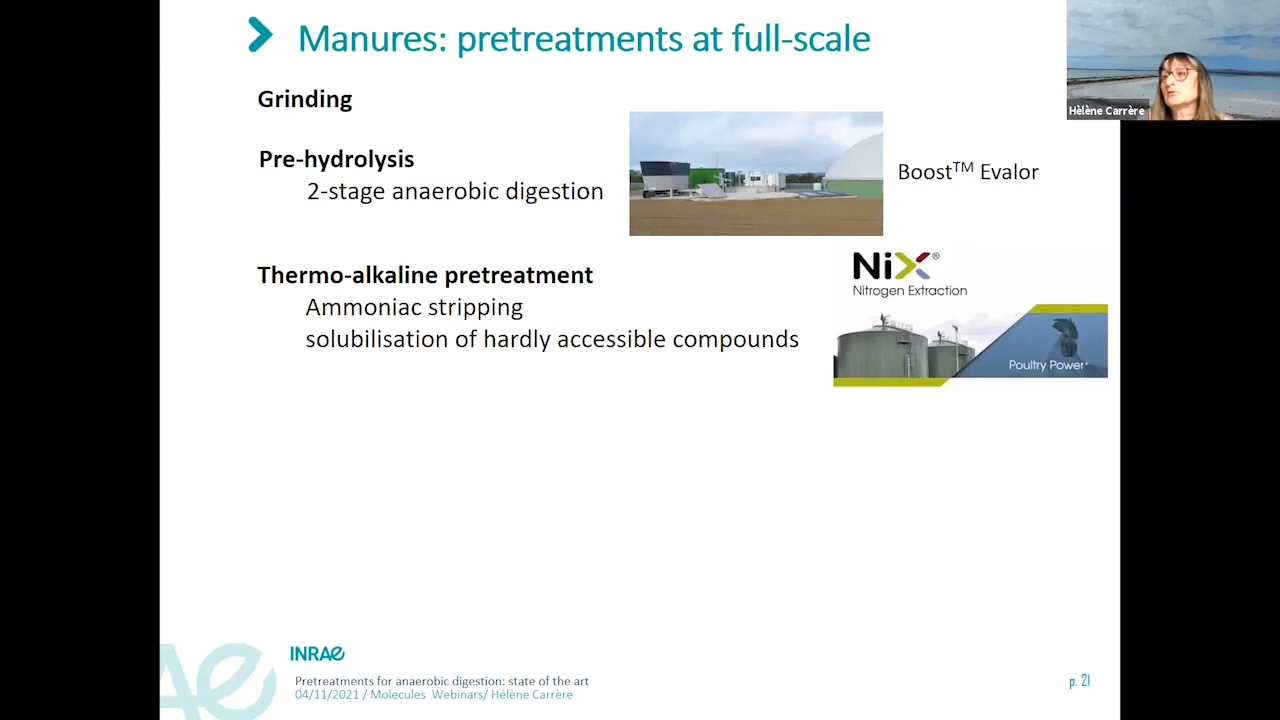 Manures: pretreatments at full-scale
Hélène Carrère
Grinding
Pre-hydrolysis
2-stage anaerobic digestion
Boost™ Evalor
Thermo-alkaline pretreatment
Ammoniac stripping
solubilisation of hardly accessible compounds
NiX®
Nitrogen Extraction
Poultry Power®
INRAE
Pretreatments for anaerobic digestion: state of the art
04/11/2021 / Molecules Webinars/ Hélène Carrère
p. 21